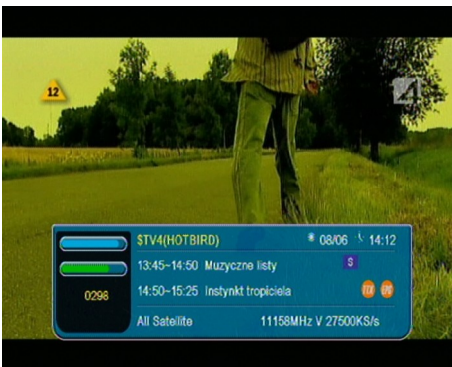 12
4
$TV4(HOTBIRD) 08/06 14:12
13:45-14:50 Muzyczne listy S
14:50-15:25 Instynkt tropiciela TXT EPG
0298
All Satellite 11158MHz V 27500KS/s